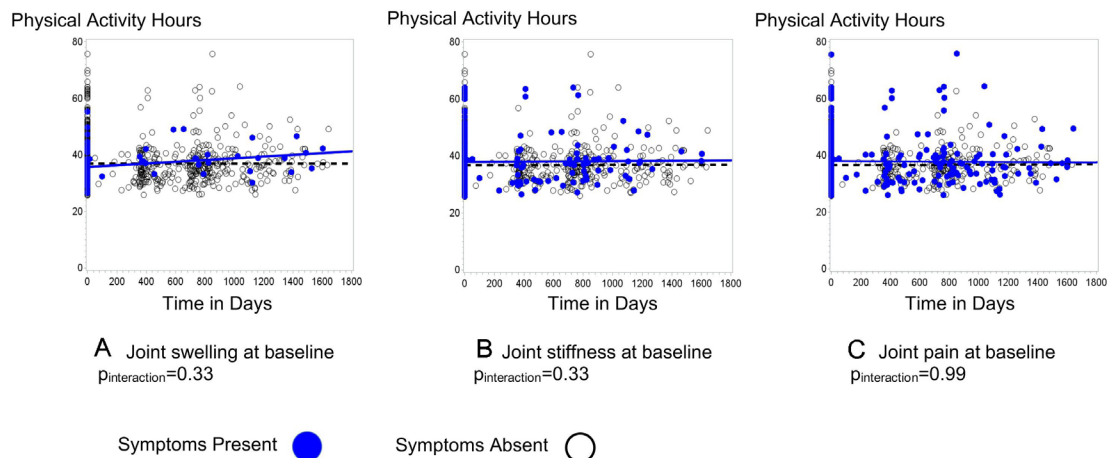 Physical Activity Hours
80
60
40
20
0
0 200 400 600 800 1000 1200 1400 1600 1800
Time in Days
A Joint swelling at baseline
pinteraction=0.33
Physical Activity Hours
80
60
40
20
0
0 200 400 600 800 1000 1200 1400 1600 1800
Time in Days
B Joint stiffness at baseline
pinteraction=0.33
Physical Activity Hours
80
60
40
20
0
0 200 400 600 800 1000 1200 1400 1600 1800
Time in Days
C Joint pain at baseline
pinteraction=0.99
Symptoms Present
Symptoms Absent